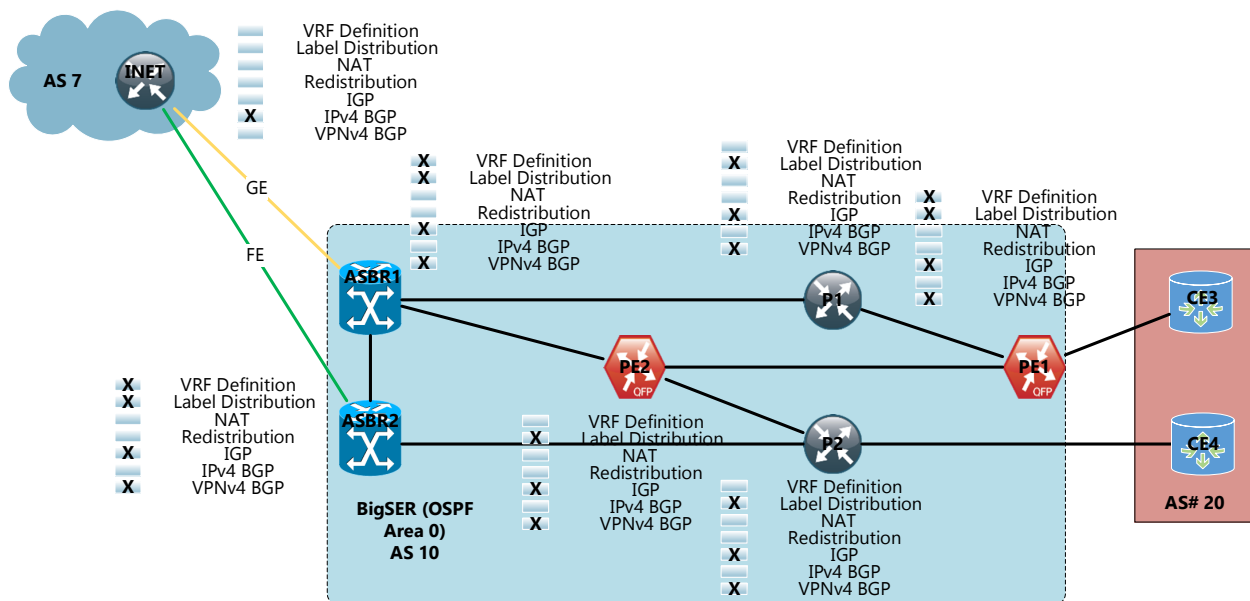 VRF Definition
Label Distribution
NAT
Redistribution
IGP
X IPv4 BGP
VPNv4 BGP
INET
AS 7
GE
FE
X VRF Definition
X Label Distribution
NAT
Redistribution
X IGP
IPv4 BGP
X VPNv4 BGP
VRF Definition
X Label Distribution
NAT
Redistribution
X IGP
IPv4 BGP
X VPNv4 BGP
X VRF Definition
X Label Distribution
NAT
Redistribution
X IGP
IPv4 BGP
X VPNv4 BGP
ASBR1
P1
CE3
PE2
QFP
PE1
QFP
X VRF Definition
X Label Distribution
NAT
Redistribution
X IGP
IPv4 BGP
X VPNv4 BGP
ASBR2
VRF Definition
X Label Distribution
NAT
Redistribution
X IGP
IPv4 BGP
X VPNv4 BGP
P2
CE4
BigSER (OSPF
Area 0)
AS 10
VRF Definition
X Label Distribution
NAT
Redistribution
X IGP
IPv4 BGP
X VPNv4 BGP
AS# 20